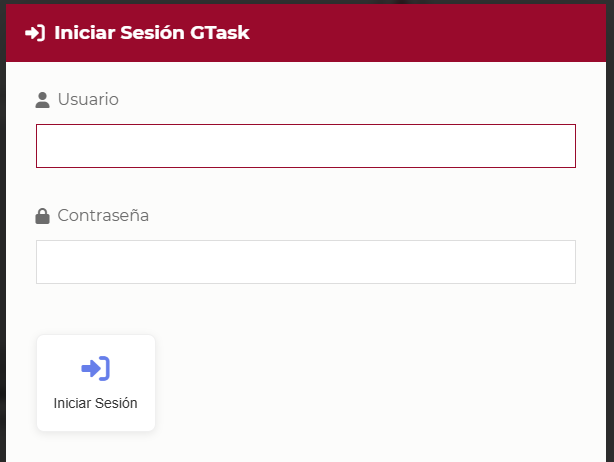 Iniciar Sesión GTask
Usuario
Contraseña
Iniciar Sesión